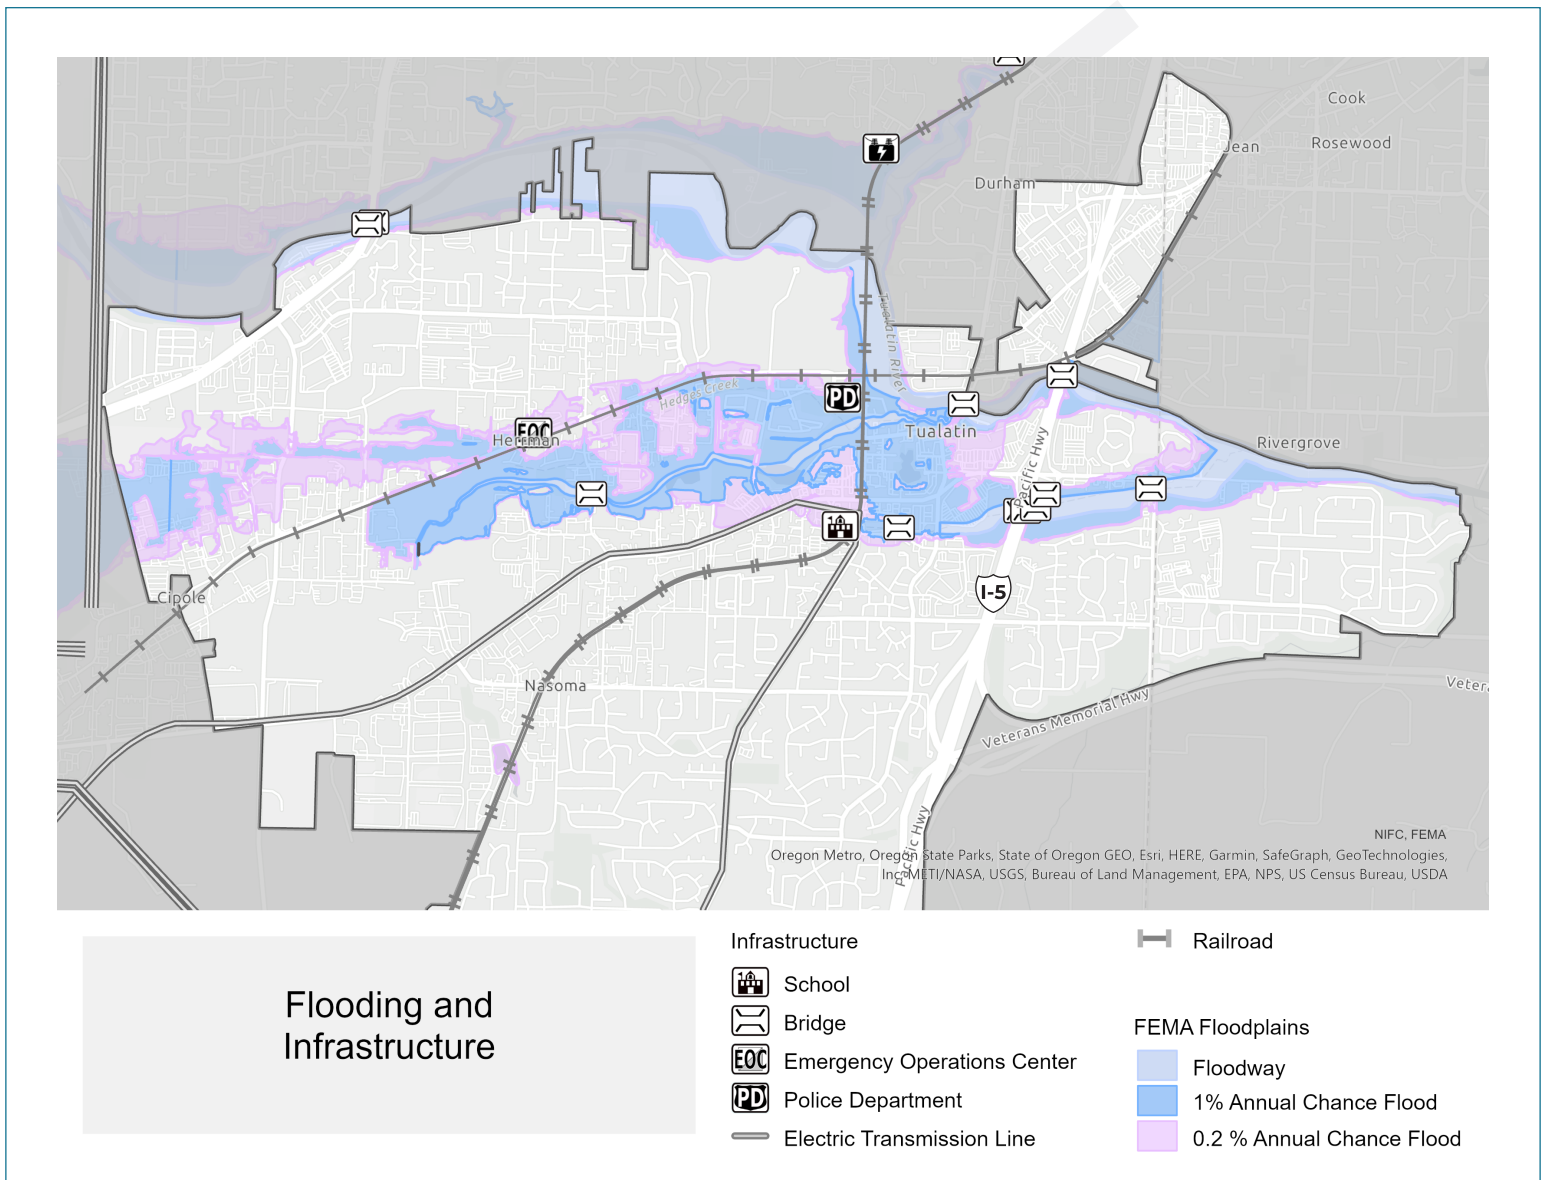 Cook
Rosewood
Jean
Durham
Tualatin River
Hedges Creek
PD
EOC
Herrman
Tualatin
Rivergrove
Pacific Hwy
I-5
Cipole
Nasoma
Veterans Memorial Hwy
Pacific Hwy
NIFC, FEMA
Oregon Metro, Oregon State Parks, State of Oregon GEO, Esri, HERE, Garmin, SafeGraph, GeoTechnologies,
Inc, METI/NASA, USGS, Bureau of Land Management, EPA, NPS, US Census Bureau, USDA
Flooding and
Infrastructure
Infrastructure
School
Bridge
EOC Emergency Operations Center
PD Police Department
Electric Transmission Line
Railroad
FEMA Floodplains
Floodway
1% Annual Chance Flood
0.2 % Annual Chance Flood